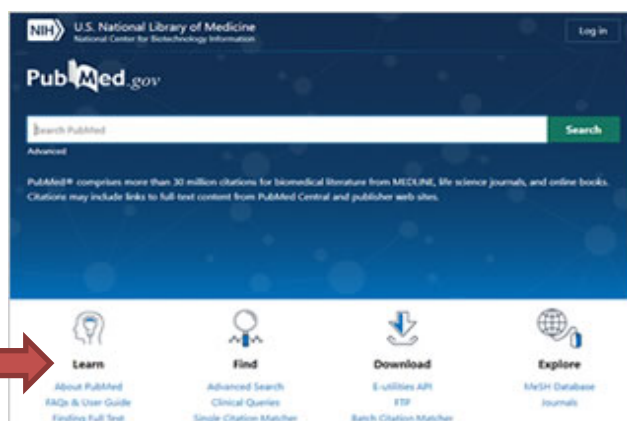 NIH U.S. National Library of Medicine
National Center for Biotechnology Information
Log in
PubMed.gov
Search PubMed
Search
Advanced
PubMed® comprises more than 30 million citations for biomedical literature from MEDLINE, life science journals, and online books.
Citations may include links to full-text content from PubMed Central and publisher web sites.
Learn
Find
Download
Explore
About PubMed
Advanced Search
E-utilities API
MeSH Database
FAQs & User Guide
Clinical Queries
FTP
Journals
Finding Full Text
Single Citation Matcher
Batch Citation Matcher